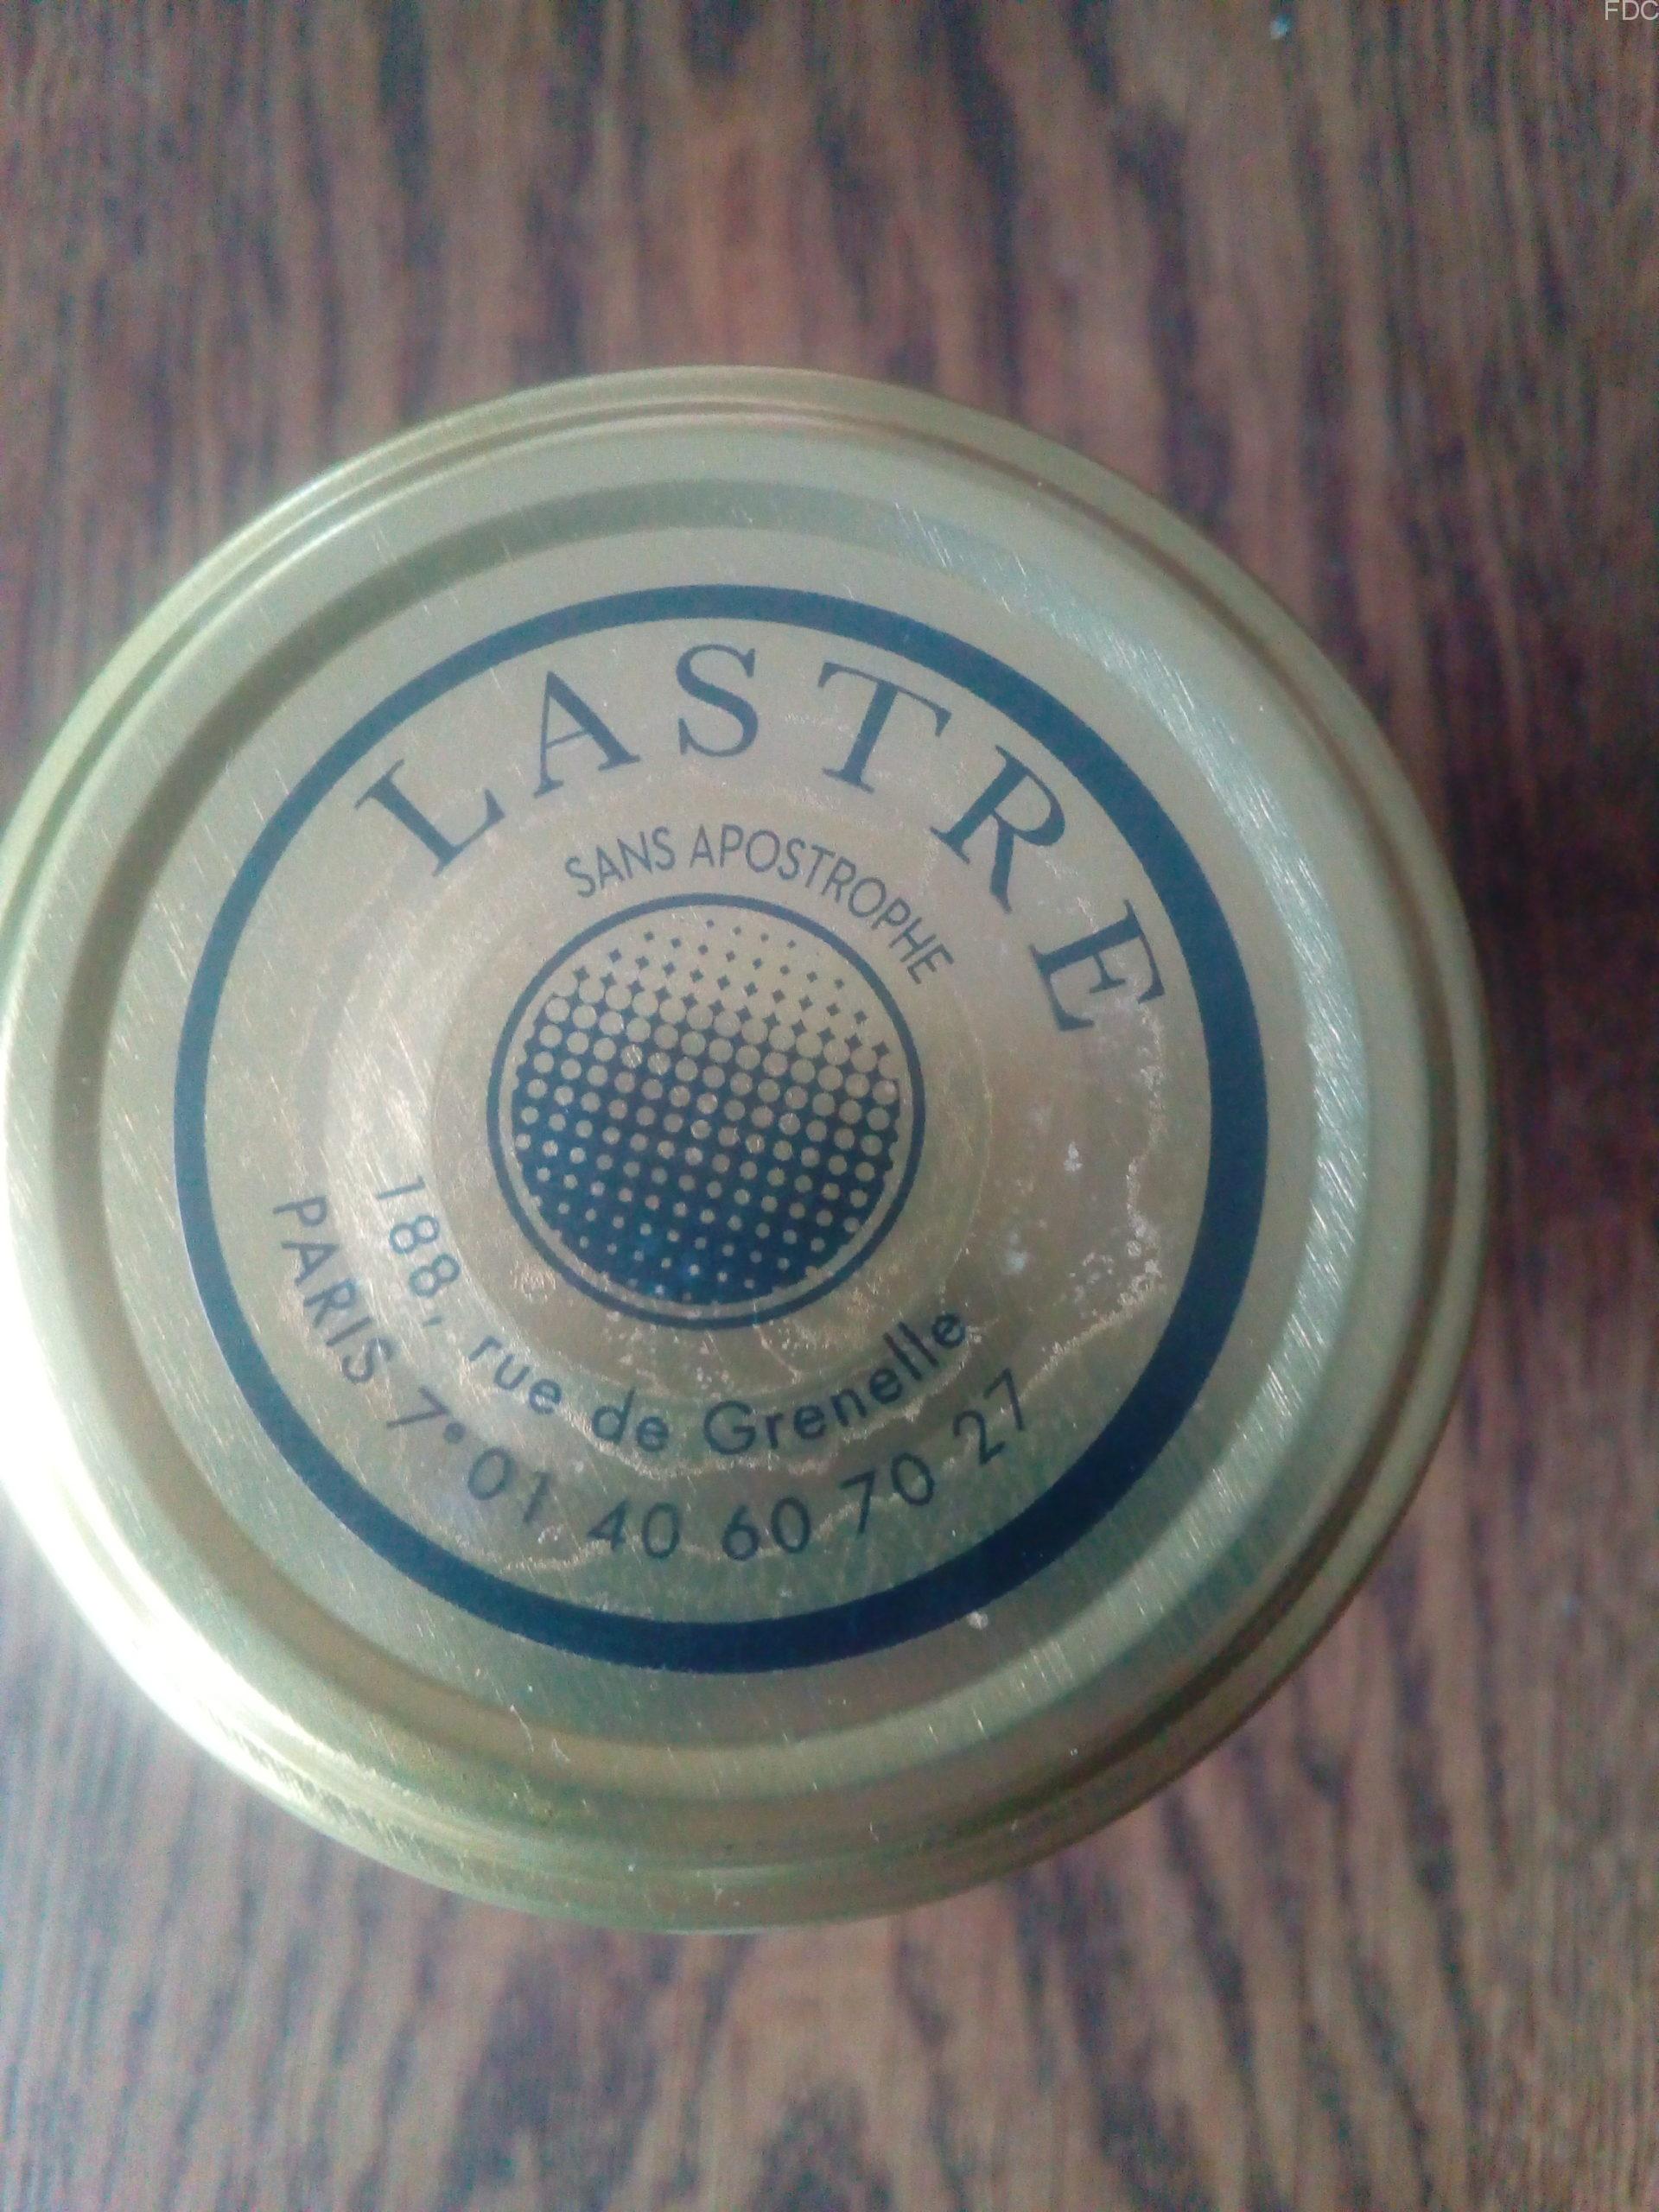 FDC
LASTRE
SANS APOSTROPHE
188, rue de Grenelle
PARIS 7• 01 40 60 70 27